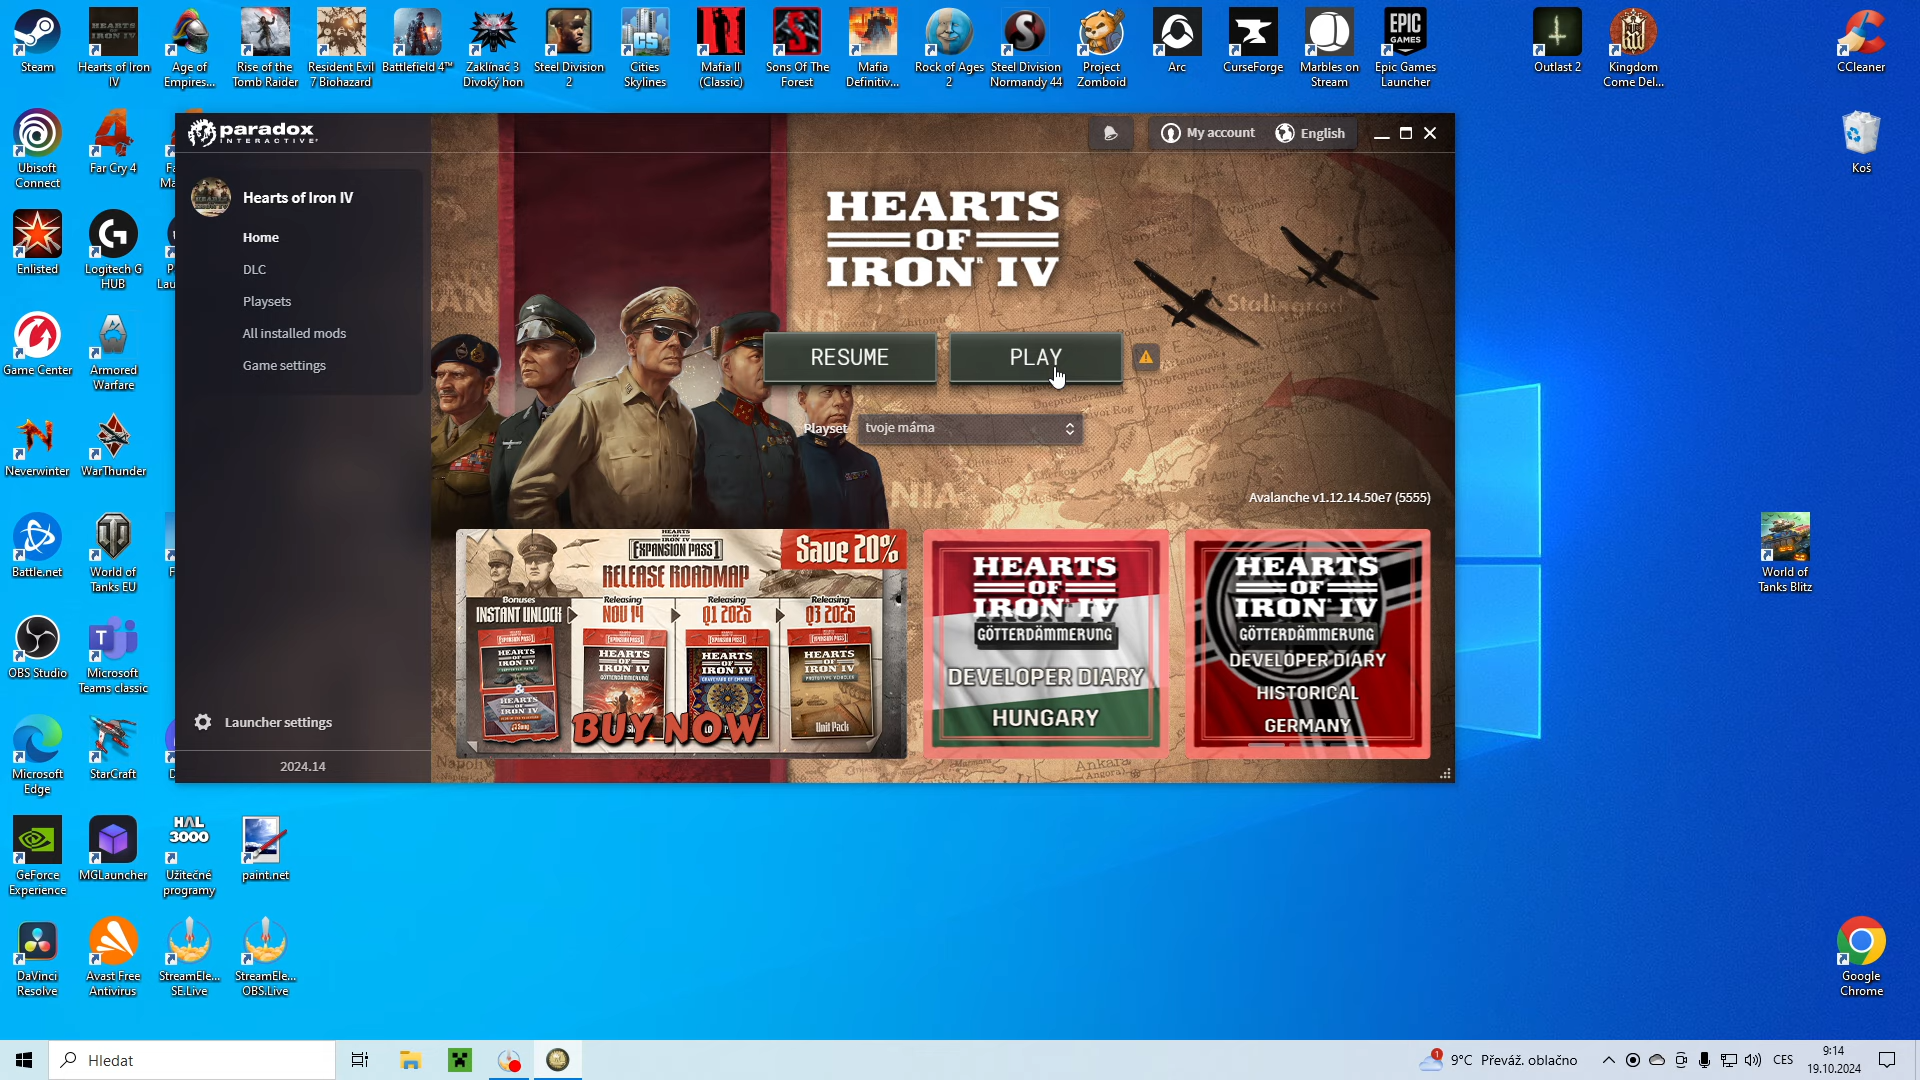 Steam
Hearts of Iron
IV
Age of
Empires...
Rise of the
Tomb Raider
Resident Evil
7 Biohazard
Battlefield 4™
Zaklínač 3
Divoký hon
Steel Division
2
Cities
Skylines
Mafia II
(Classic)
Sons Of The
Forest
Mafia
Definitiv...
Rock of Ages
2
Steel Division
Normandy 44
Project
Zomboid
Arc
CurseForge
Marbles on
Stream
Epic Games
Launcher
Outlast 2
Kingdom
Come Del...
CCleaner
Ubisoft
Connect
Far Cry 4
Koš
Enlisted
Logitech G
HUB
Game Center
Armored
Warfare
Neverwinter
WarThunder
Battle.net
World of
Tanks EU
World of
Tanks Blitz
OBS Studio
Microsoft
Teams classic
Microsoft
Edge
StarCraft
GeForce
Experience
MGLauncher
HAL
3000
Užitečné
programy
paint.net
DaVinci
Resolve
Avast Free
Antivirus
StreamEle...
SE.Live
StreamEle...
OBS.Live
Google
Chrome
paradox
INTERACTIVE
My account
English
Hearts of Iron IV
Home
DLC
Playsets
All installed mods
Game settings
Launcher settings
2024.14
HEARTS
OF
IRON IV
Stalingrad
RESUME
PLAY
Playset
tvoje máma
Avalanche v1.12.14.50e7 (5555)
HEARTS
OF
IRON IV
EXPANSION PASS 1
Save 20%
RELEASE ROADMAP
Bonuses
INSTANT UNLOCK
Releasing
NOV 14
Releasing
Q1 2025
Releasing
Q3 2025
BUY NOW
Unit Pack
HEARTS
OF
IRON IV
GÖTTERDÄMMERUNG
DEVELOPER DIARY
HUNGARY
HEARTS
OF
IRON IV
GÖTTERDÄMMERUNG
DEVELOPER DIARY
HISTORICAL
GERMANY
Hledat
1
9°C Převáž. oblačno
CES
9:14
19.10.2024